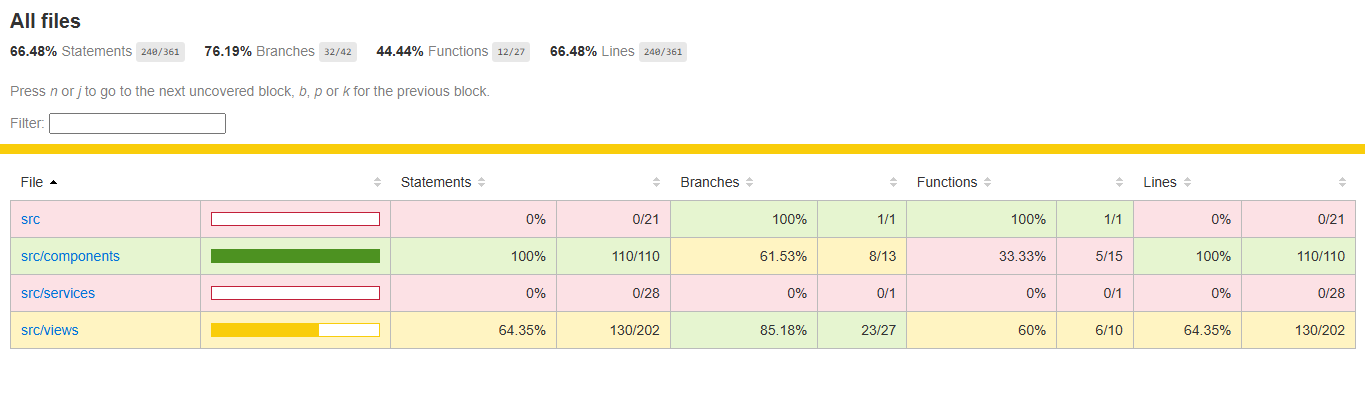 All files
66.48% Statements 240/361 76.19% Branches 32/42 44.44% Functions 12/27 66.48% Lines 240/361
Press n or j to go to the next uncovered block, b, p or k for the previous block.
Filter:
File Statements Branches Functions Lines
src 0% 0/21 100% 1/1 100% 1/1 0% 0/21
src/components 100% 110/110 61.53% 8/13 33.33% 5/15 100% 110/110
src/services 0% 0/28 0% 0/1 0% 0/1 0% 0/28
src/views 64.35% 130/202 85.18% 23/27 60% 6/10 64.35% 130/202